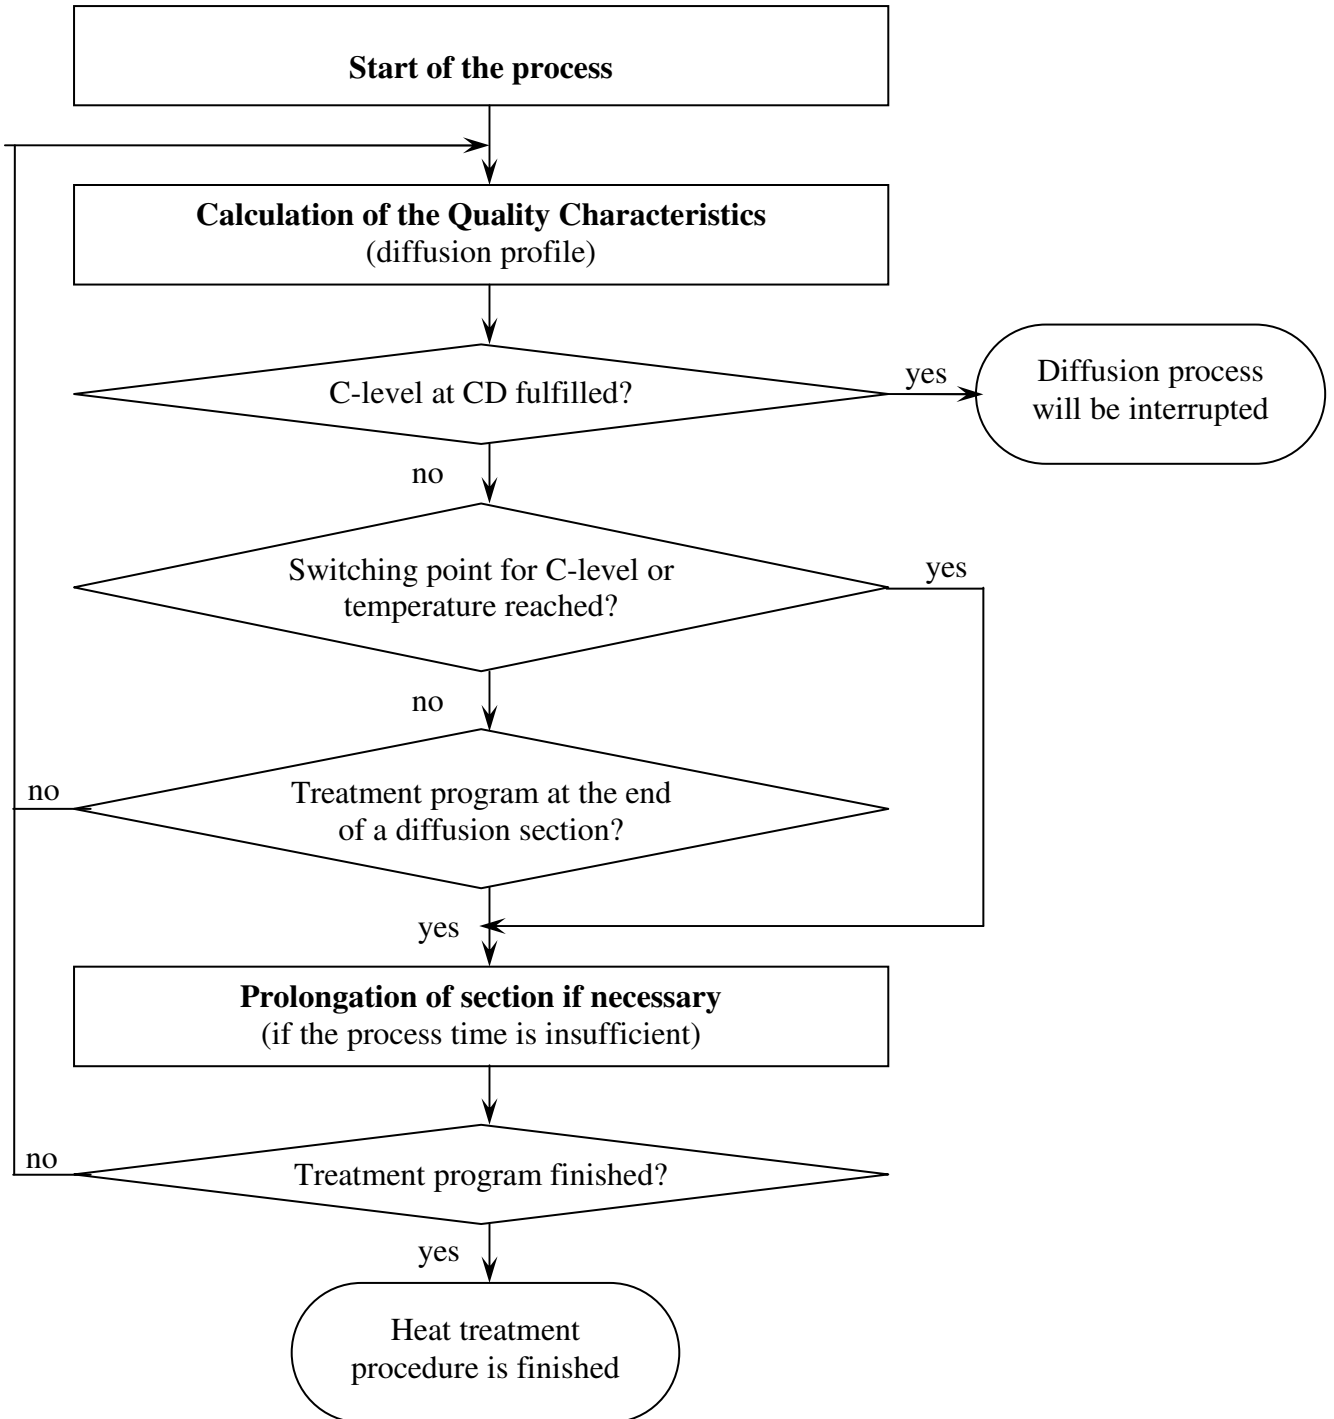 Start of the process
Calculation of the Quality Characteristics
(diffusion profile)
C-level at CD fulfilled?
yes
Diffusion process
will be interrupted
no
Switching point for C-level or
temperature reached?
yes
no
Treatment program at the end
of a diffusion section?
no
yes
Prolongation of section if necessary
(if the process time is insufficient)
Treatment program finished?
no
yes
Heat treatment
procedure is finished